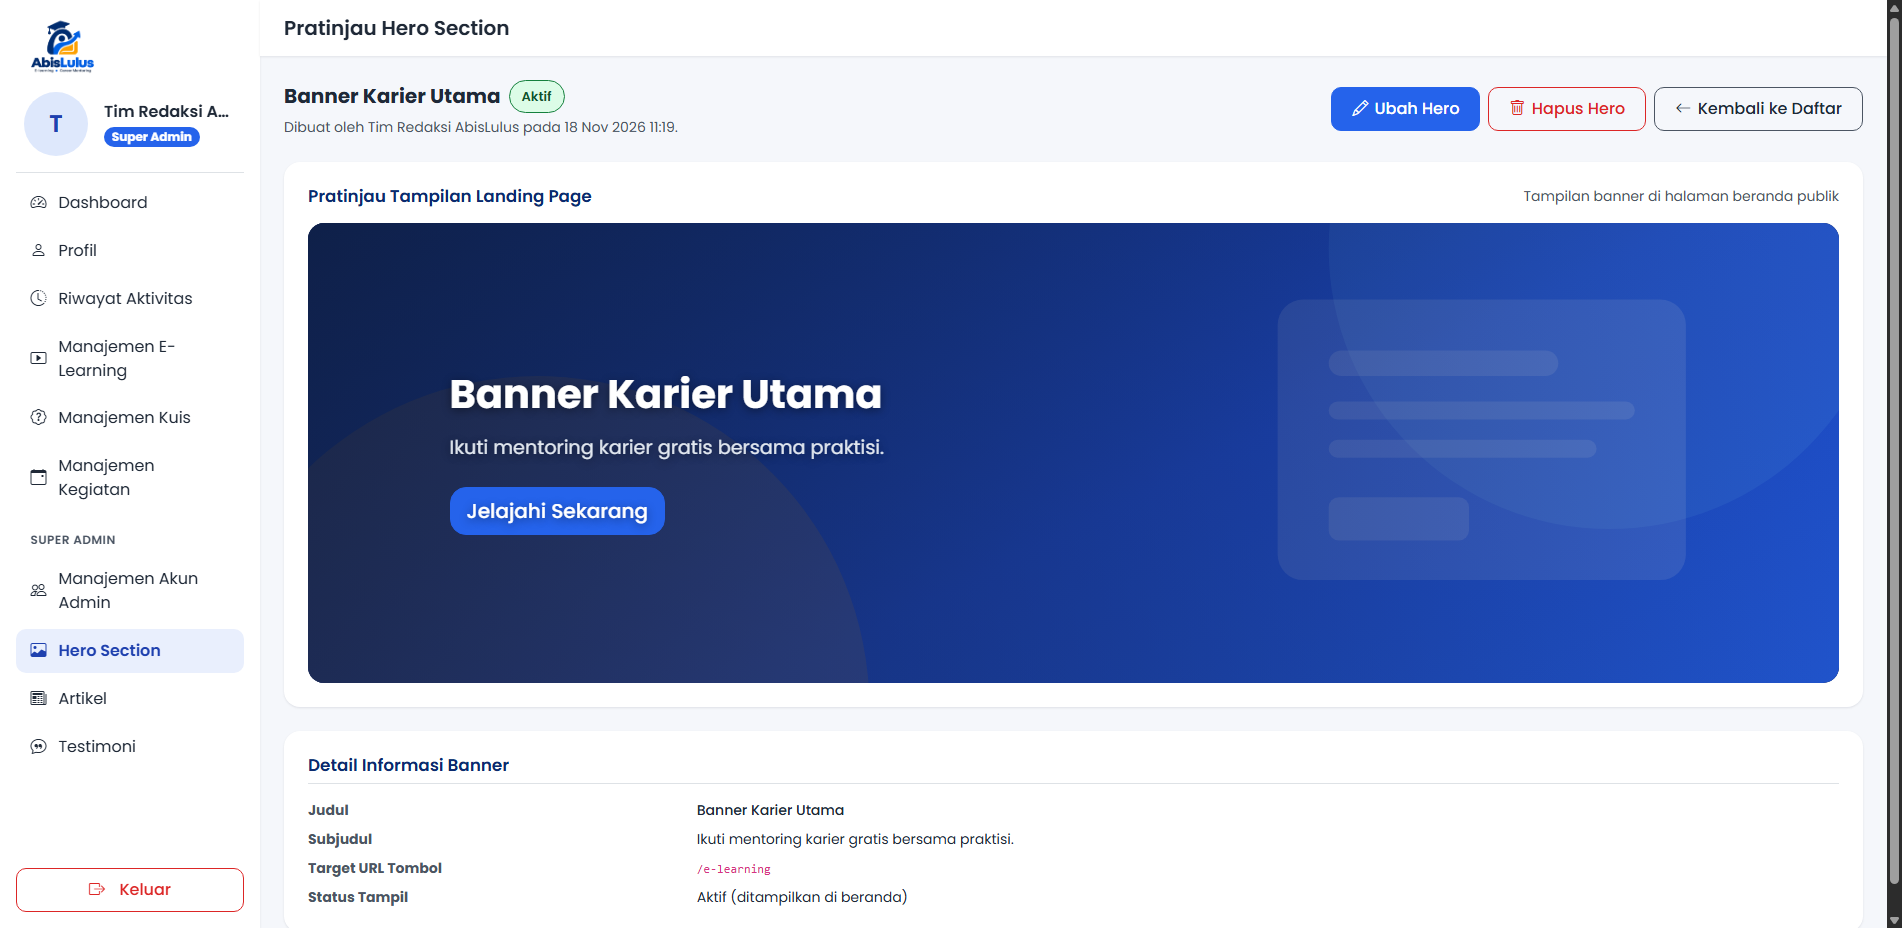 AbisLulus
T
Tim Redaksi A...
Super Admin
Dashboard
Profil
Riwayat Aktivitas
Manajemen E-
Learning
Manajemen Kuis
Manajemen
Kegiatan
SUPER ADMIN
Manajemen Akun
Admin
Hero Section
Artikel
Testimoni
Keluar
Pratinjau Hero Section
Banner Karier Utama Aktif
Dibuat oleh Tim Redaksi AbisLulus pada 18 Nov 2026 11:19.
Ubah Hero
Hapus Hero
Kembali ke Daftar
Pratinjau Tampilan Landing Page
Tampilan banner di halaman beranda publik
Banner Karier Utama
Ikuti mentoring karier gratis bersama praktisi.
Jelajahi Sekarang
Detail Informasi Banner
Judul Banner Karier Utama
Subjudul Ikuti mentoring karier gratis bersama praktisi.
Target URL Tombol /e-learning
Status Tampil Aktif (ditampilkan di beranda)